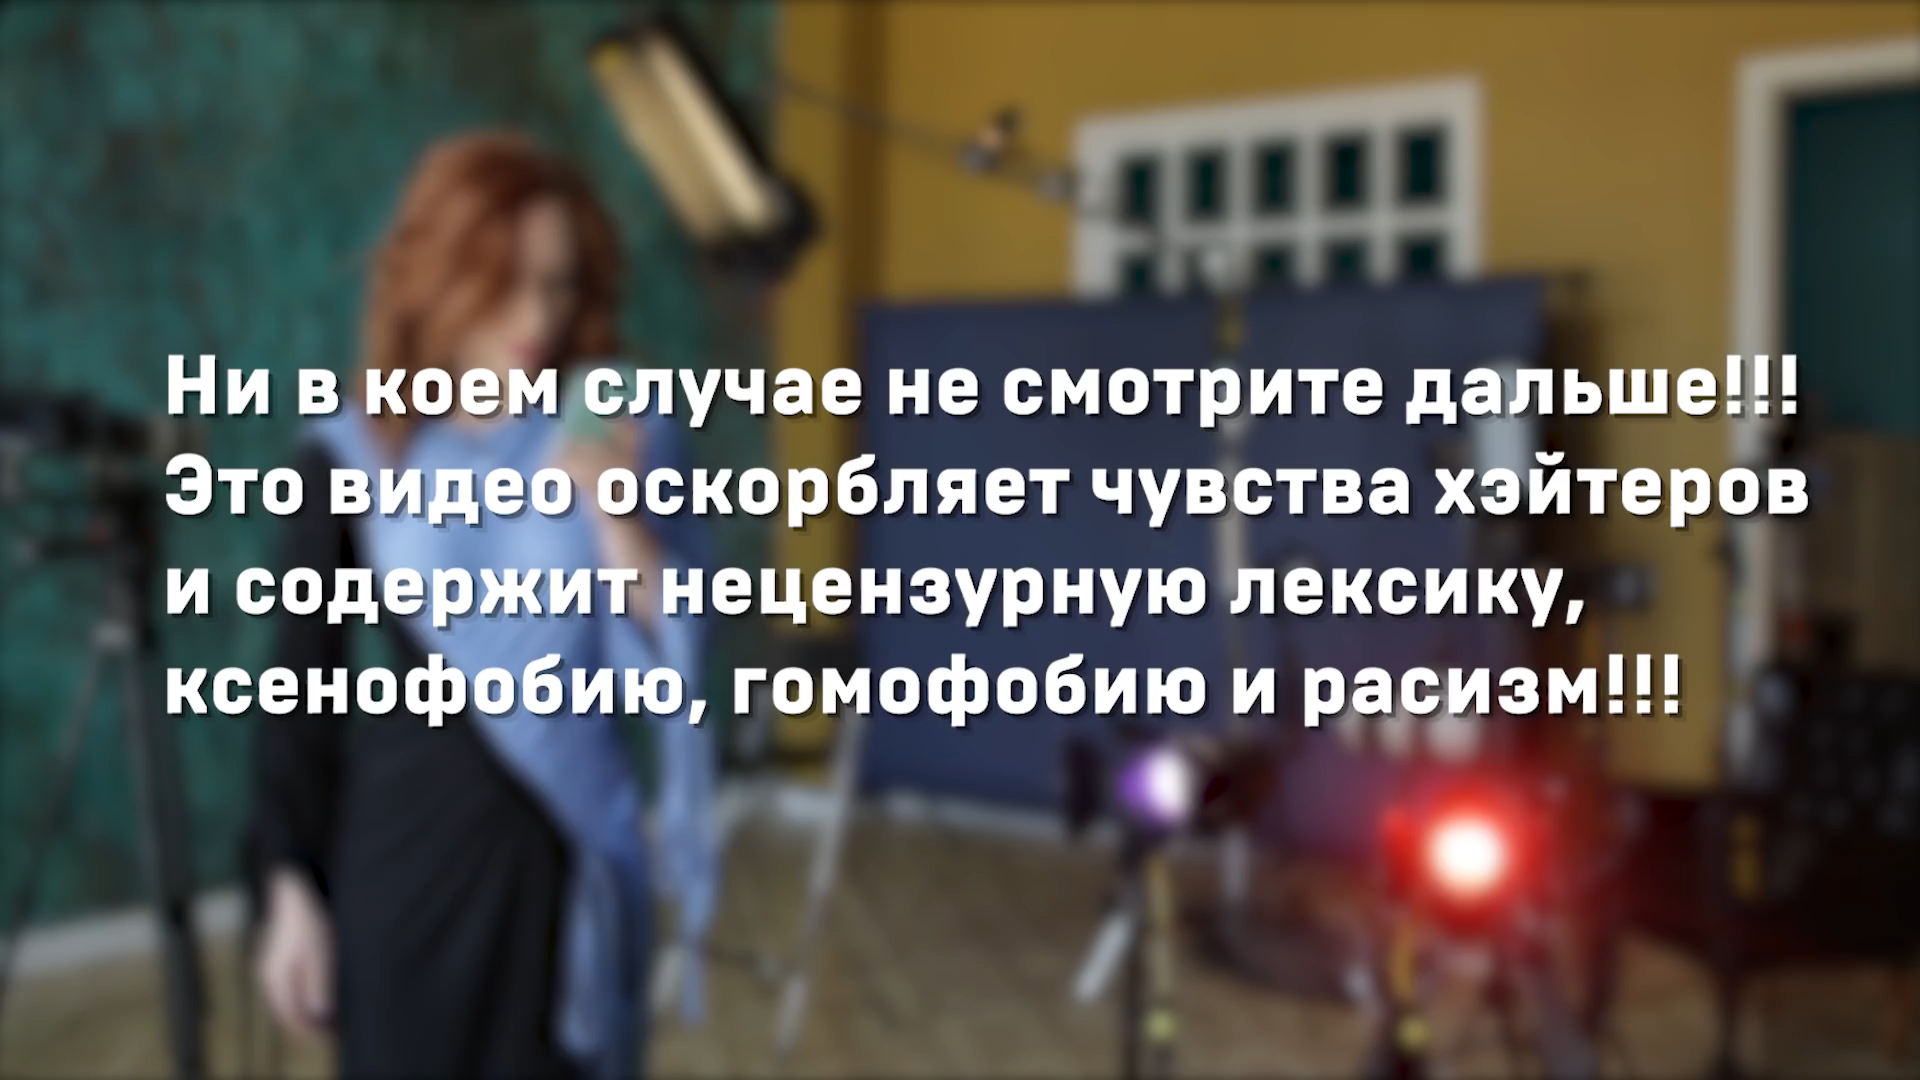 Ни в коем случае не смотрите дальше!!!
Это видео оскорбляет чувства хэйтеров
и содержит нецензурную лексику,
ксенофобию, гомофобию и расизм!!!